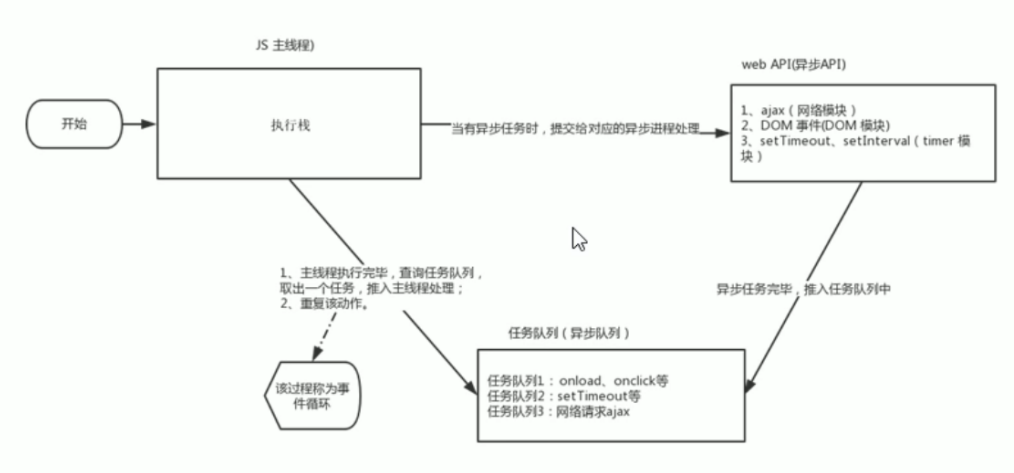 JS 主线程)
web API(异步API)
开始
执行栈
当有异步任务时，提交给对应的异步进程处理
1、ajax（网络模块）
2、DOM 事件(DOM 模块)
3、setTimeout、setInterval（timer 模
块）
1、主线程执行完毕，查询任务队列，
取出一个任务，推入主线程处理；
2、重复该动作。
异步任务完毕，推入任务队列中
该过程称为事
件循环
任务队列（异步队列）
任务队列1：onload、onclick等
任务队列2：setTimeout等
任务队列3：网络请求ajax